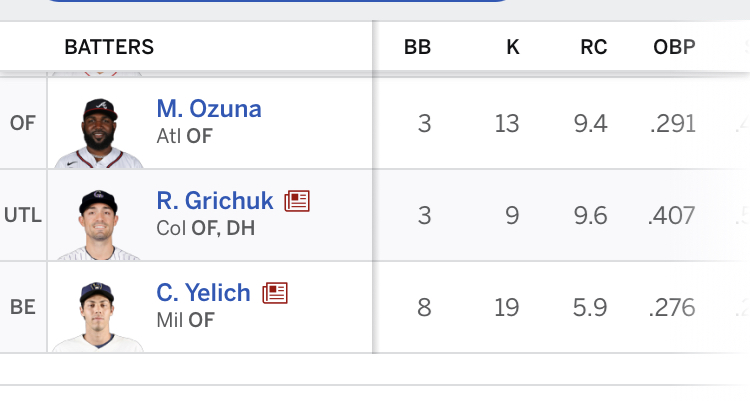 BATTERS BB K RC OBP
OF M. Ozuna 3 13 9.4 .291
Atl OF
UTL R. Grichuk 3 9 9.6 .407
Col OF, DH
BE C. Yelich 8 19 5.9 .276
Mil OF